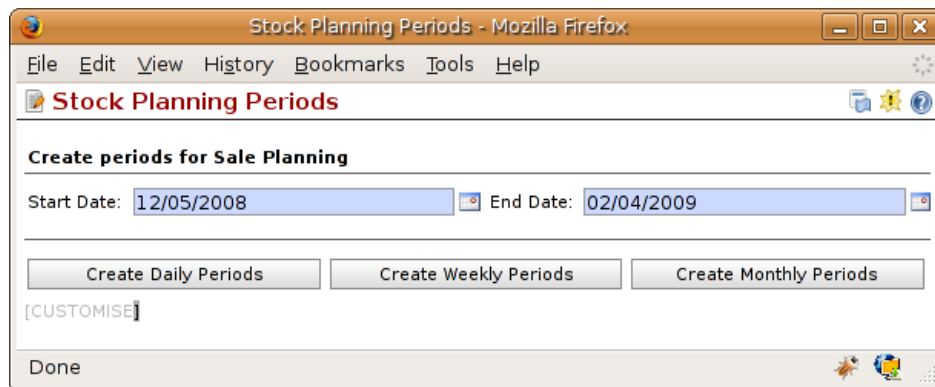 Stock Planning Periods - Mozilla Firefox
File Edit View History Bookmarks Tools Help
Stock Planning Periods
Create periods for Sale Planning
Start Date: 12/05/2008 End Date: 02/04/2009
Create Daily Periods Create Weekly Periods Create Monthly Periods
[CUSTOMISE]
Done